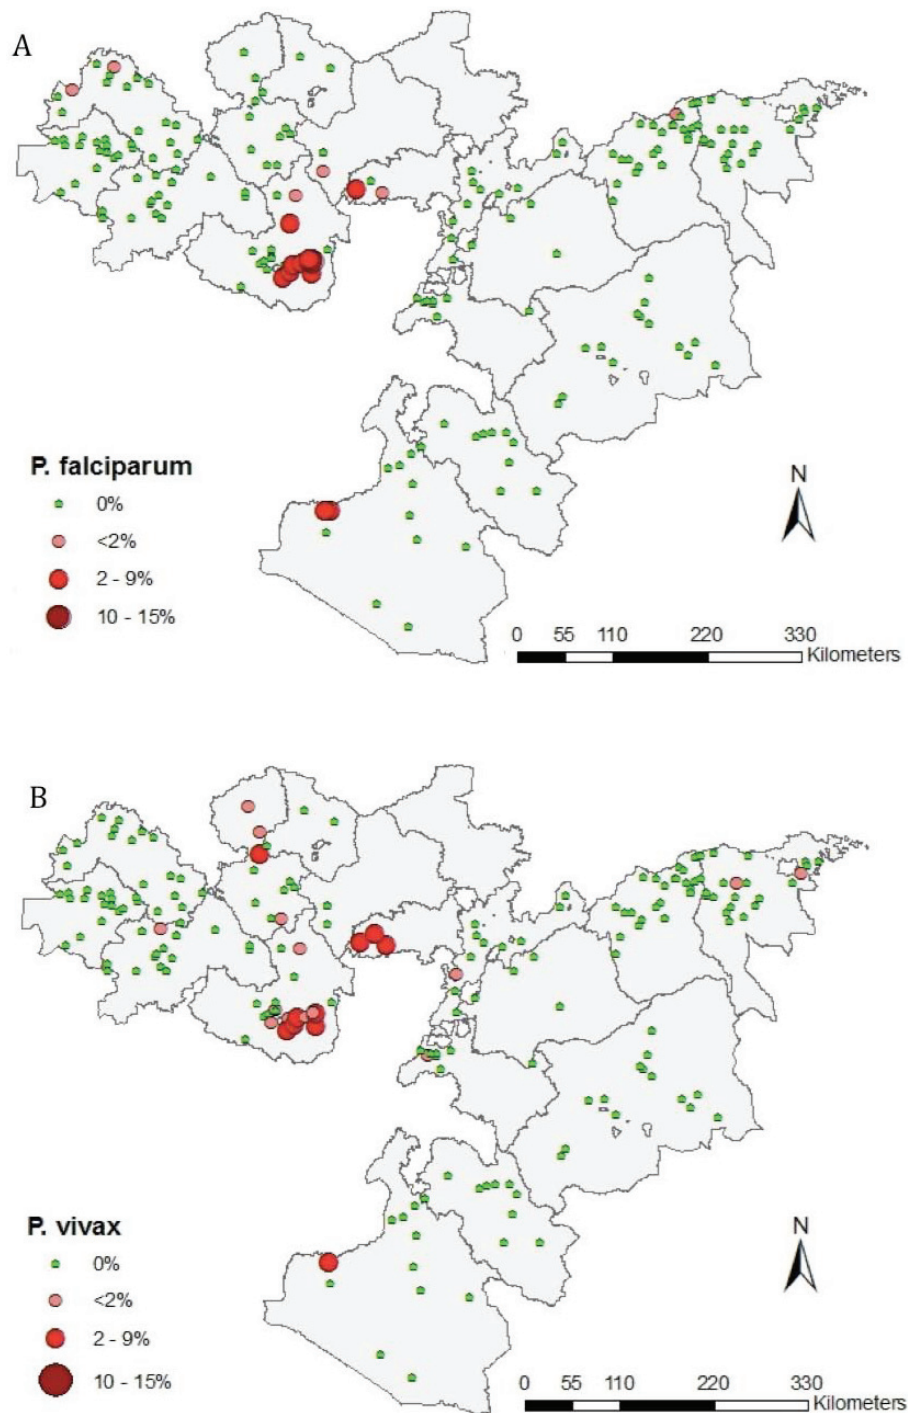 A
P. falciparum
0%
<2%
2 - 9%
10 - 15%
N
0 55 110 220 330
Kilometers
B
P. vivax
0%
<2%
2 - 9%
10 - 15%
N
0 55 110 220 330
Kilometers